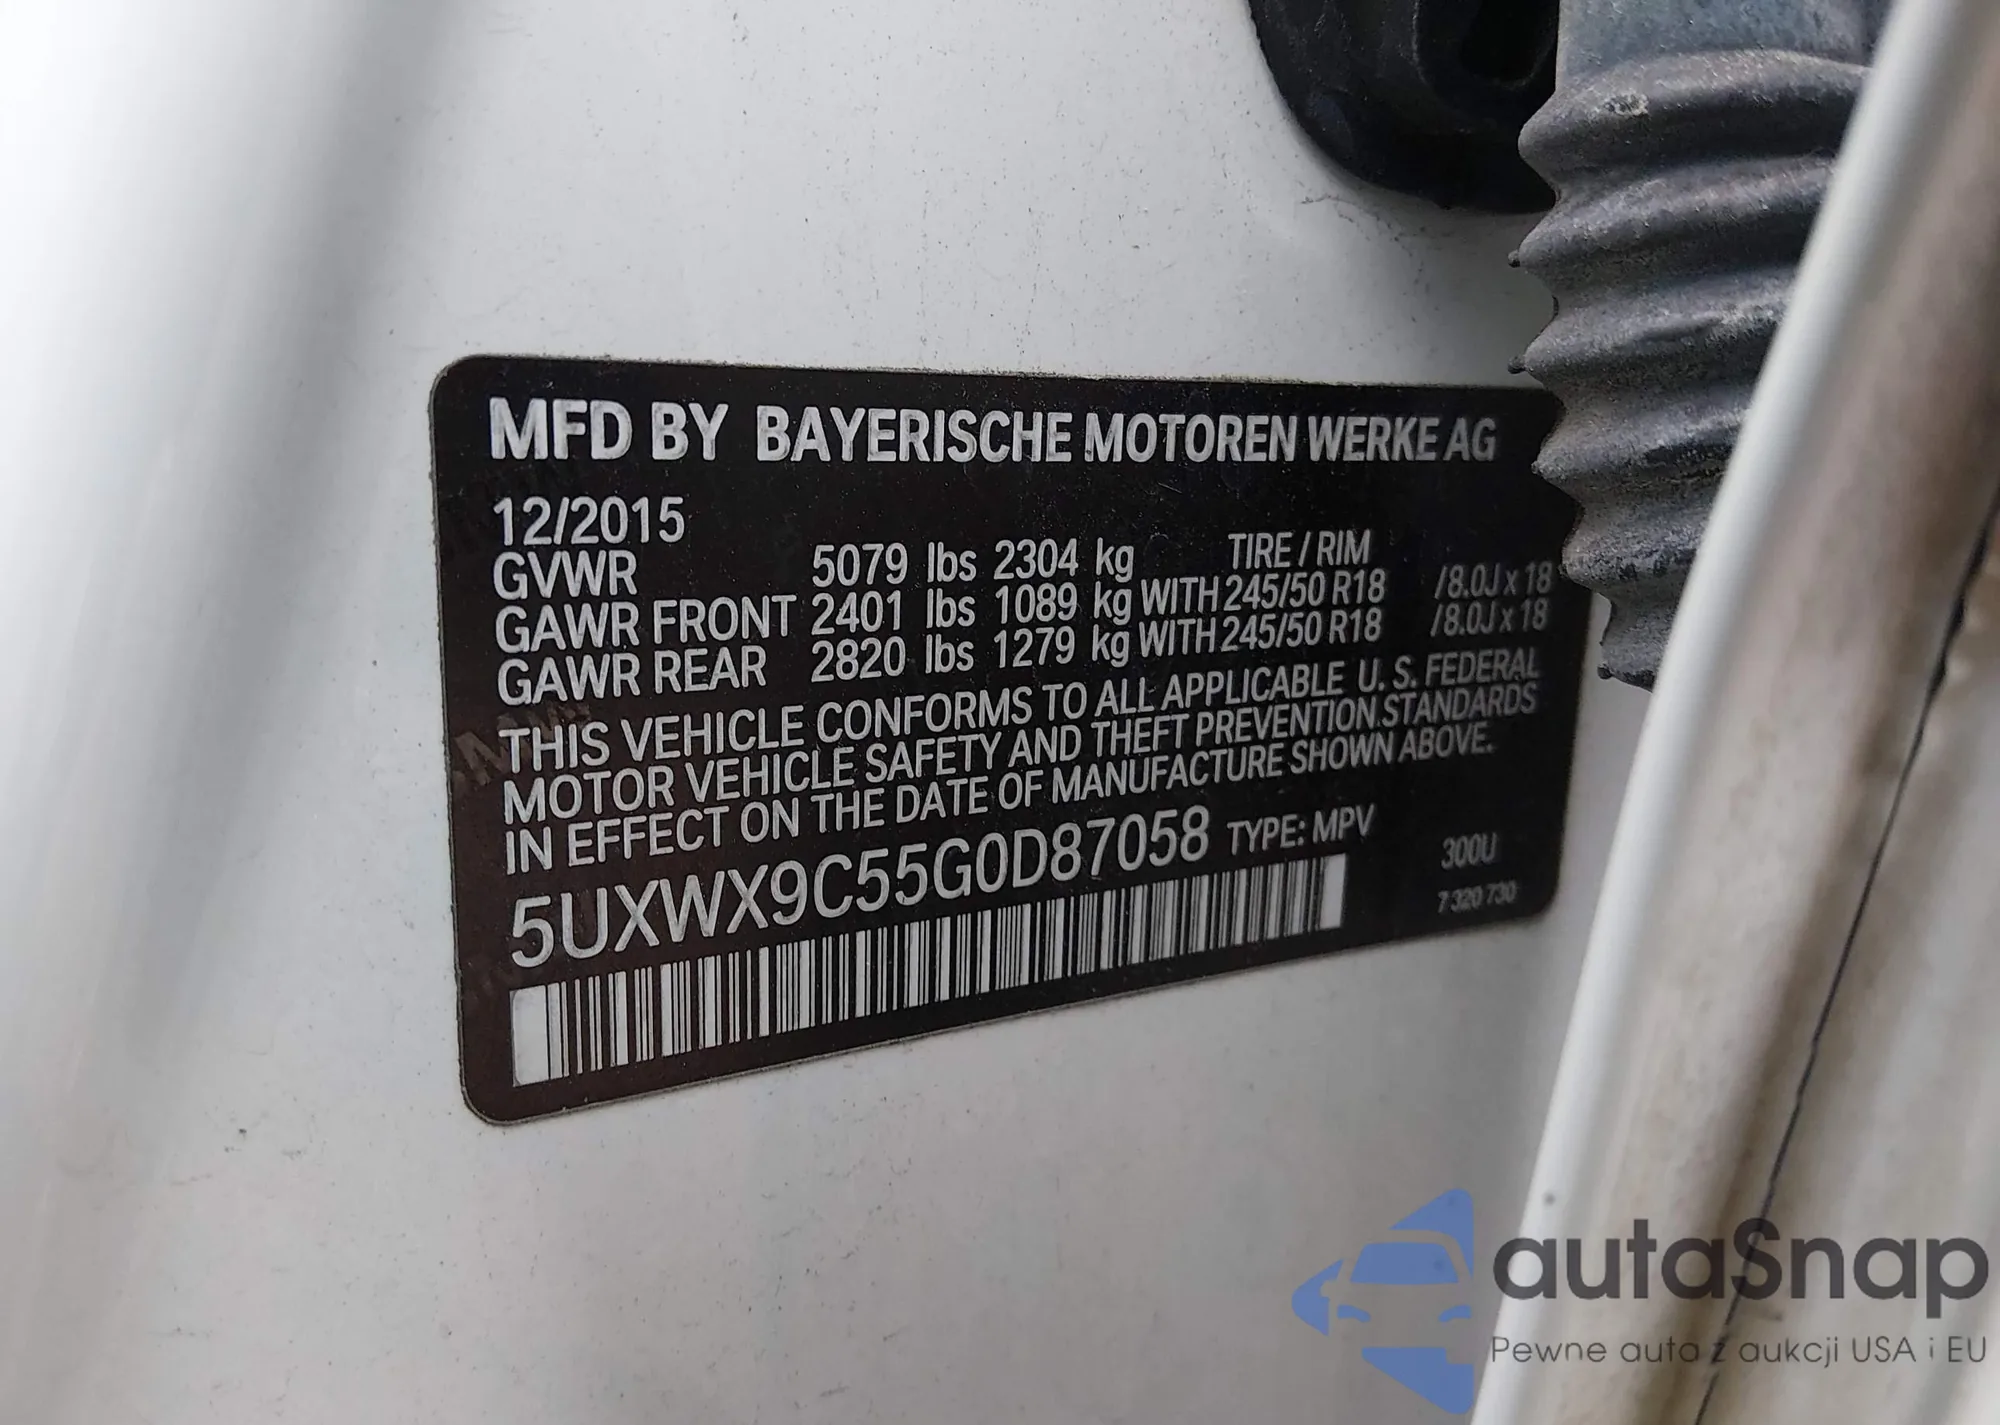 MFD BY BAYERISCHE MOTOREN WERKE AG
12/2015
GVWR 5079 lbs 2304 kg TIRE / RIM
GAWR FRONT 2401 lbs 1089 kg WITH 245/50 R18 /8.0J x 18
GAWR REAR 2820 lbs 1279 kg WITH 245/50 R18 /8.0J x 18
THIS VEHICLE CONFORMS TO ALL APPLICABLE U. S. FEDERAL
MOTOR VEHICLE SAFETY AND THEFT PREVENTION STANDARDS
IN EFFECT ON THE DATE OF MANUFACTURE SHOWN ABOVE.
5UXWX9C55G0D87058 TYPE: MPV
300U
7 320 730
autaSnap
Pewne auta z aukcji USA i EU